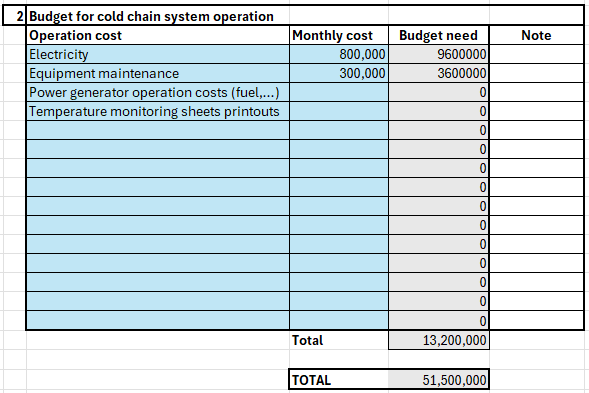 2 Budget for cold chain system operation
Operation cost Monthly cost Budget need Note
Electricity 800,000 9600000
Equipment maintenance 300,000 3600000
Power generator operation costs (fuel,...) 0
Temperature monitoring sheets printouts 0
0
0
0
0
0
0
0
0
0
0
0
Total 13,200,000
TOTAL 51,500,000